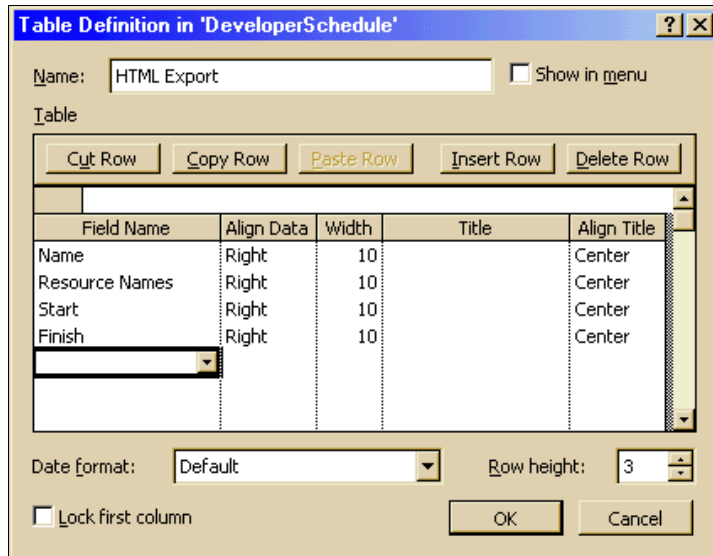 Table Definition in 'DeveloperSchedule'
Name: HTML Export Show in menu
Table
Cut Row Copy Row Paste Row Insert Row Delete Row
Field Name Align Data Width Title Align Title
Name Right 10 Center
Resource Names Right 10 Center
Start Right 10 Center
Finish Right 10 Center
Date format: Default Row height: 3
Lock first column OK Cancel